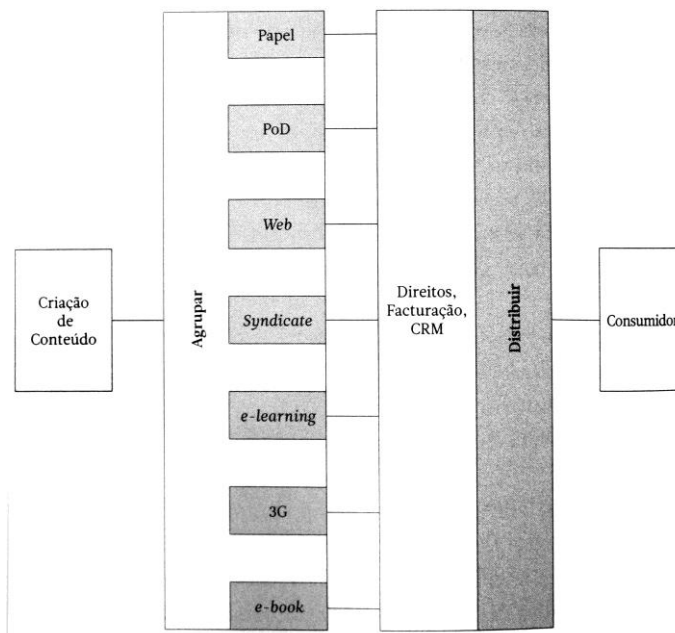 Papel
PoD
Web
Criação
de
Conteúdo
Agrupar
Syndicate
Direitos,
Facturação,
CRM
Distribuir
Consumidor
e-learning
3G
e-book